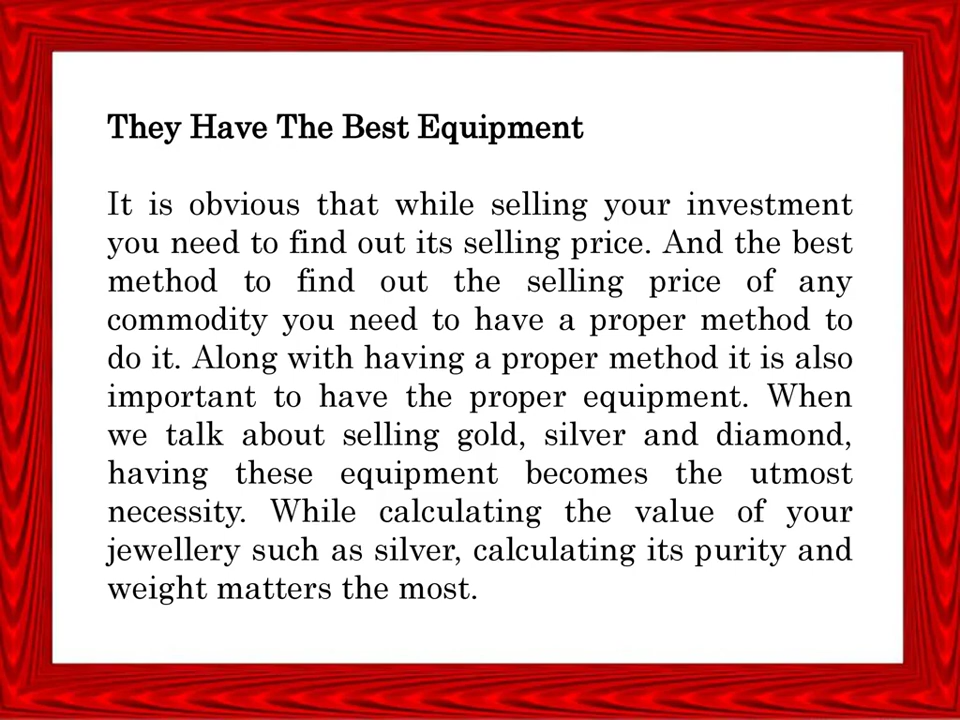 They Have The Best Equipment
It is obvious that while selling your investment
you need to find out its selling price. And the best
method to find out the selling price of any
commodity you need to have a proper method to
do it. Along with having a proper method it is also
important to have the proper equipment. When
we talk about selling gold, silver and diamond,
having these equipment becomes the utmost
necessity. While calculating the value of your
jewellery such as silver, calculating its purity and
weight matters the most.